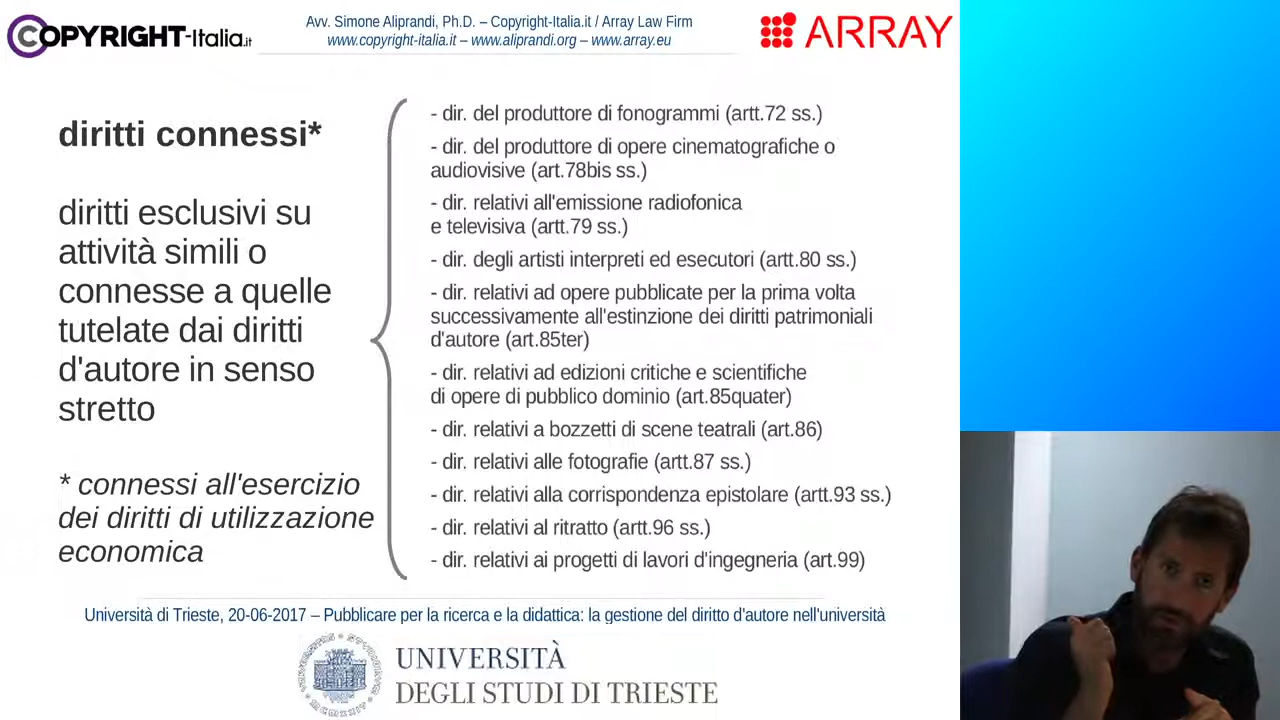 COPYRIGHT-Italia.it
Avv. Simone Aliprandi, Ph.D. – Copyright-Italia.it / Array Law Firm
www.copyright-italia.it – www.aliprandi.org – www.array.eu
ARRAY
diritti connessi*
diritti esclusivi su
attività simili o
connesse a quelle
tutelate dai diritti
d'autore in senso
stretto
* connessi all'esercizio
dei diritti di utilizzazione
economica
- dir. del produttore di fonogrammi (artt.72 ss.)
- dir. del produttore di opere cinematografiche o
audiovisive (art.78bis ss.)
- dir. relativi all'emissione radiofonica
e televisiva (artt.79 ss.)
- dir. degli artisti interpreti ed esecutori (artt.80 ss.)
- dir. relativi ad opere pubblicate per la prima volta
successivamente all'estinzione dei diritti patrimoniali
d'autore (art.85ter)
- dir. relativi ad edizioni critiche e scientifiche
di opere di pubblico dominio (art.85quater)
- dir. relativi a bozzetti di scene teatrali (art.86)
- dir. relativi alle fotografie (artt.87 ss.)
- dir. relativi alla corrispondenza epistolare (artt.93 ss.)
- dir. relativi al ritratto (artt.96 ss.)
- dir. relativi ai progetti di lavori d'ingegneria (art.99)
Università di Trieste, 20-06-2017 – Pubblicare per la ricerca e la didattica: la gestione del diritto d'autore nell'università
UNIVERSITÀ
DEGLI STUDI DI TRIESTE